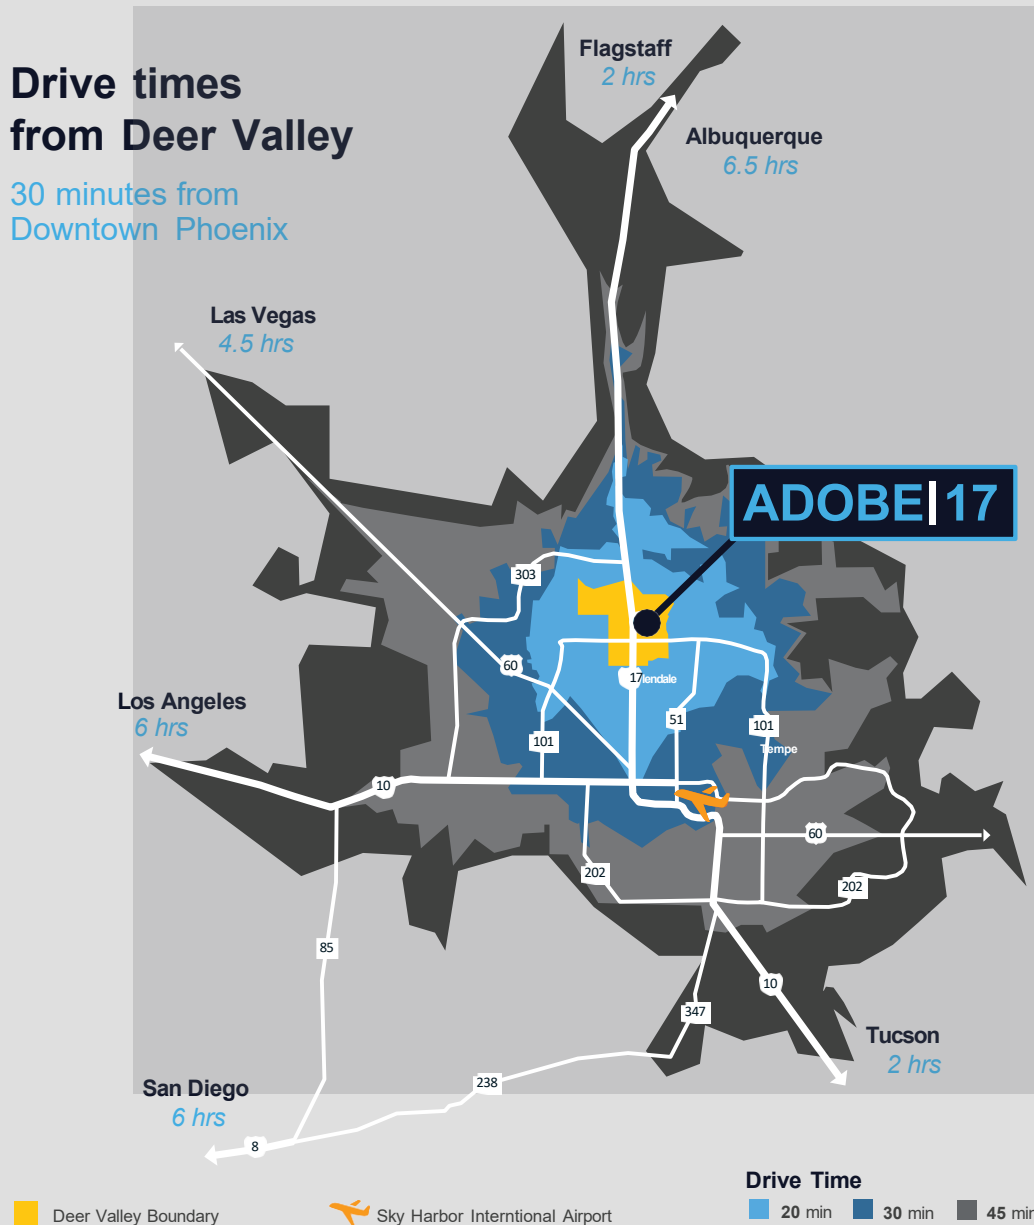 Drive times
from Deer Valley
30 minutes from
Downtown Phoenix
Flagstaff
2 hrs
Albuquerque
6.5 hrs
Las Vegas
4.5 hrs
ADOBE|17
303
60
17
lendale
Los Angeles
6 hrs
51
101
101
Tempe
10
60
202
202
85
10
347
Tucson
2 hrs
238
San Diego
6 hrs
8
Drive Time
Deer Valley Boundary
Sky Harbor Interntional Airport
20 min
30 min
45 min